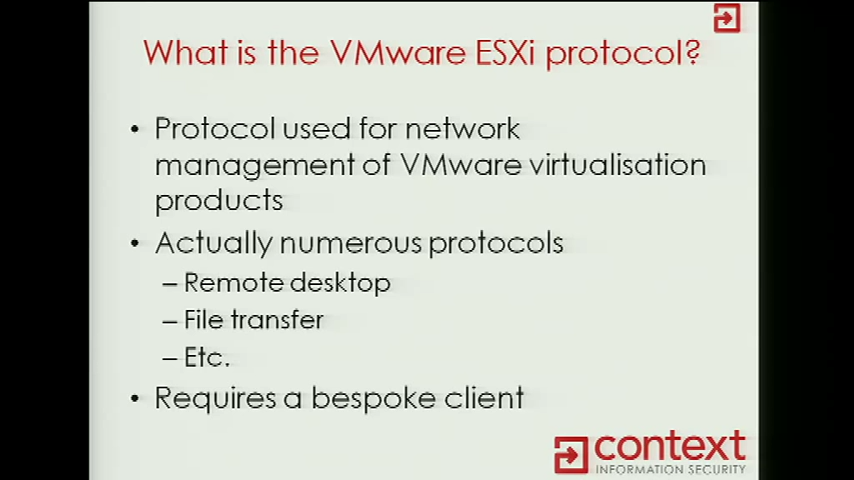 What is the VMware ESXi protocol?
• Protocol used for network
management of VMware virtualisation
products
• Actually numerous protocols
– Remote desktop
– File transfer
– Etc.
• Requires a bespoke client
context
INFORMATION SECURITY